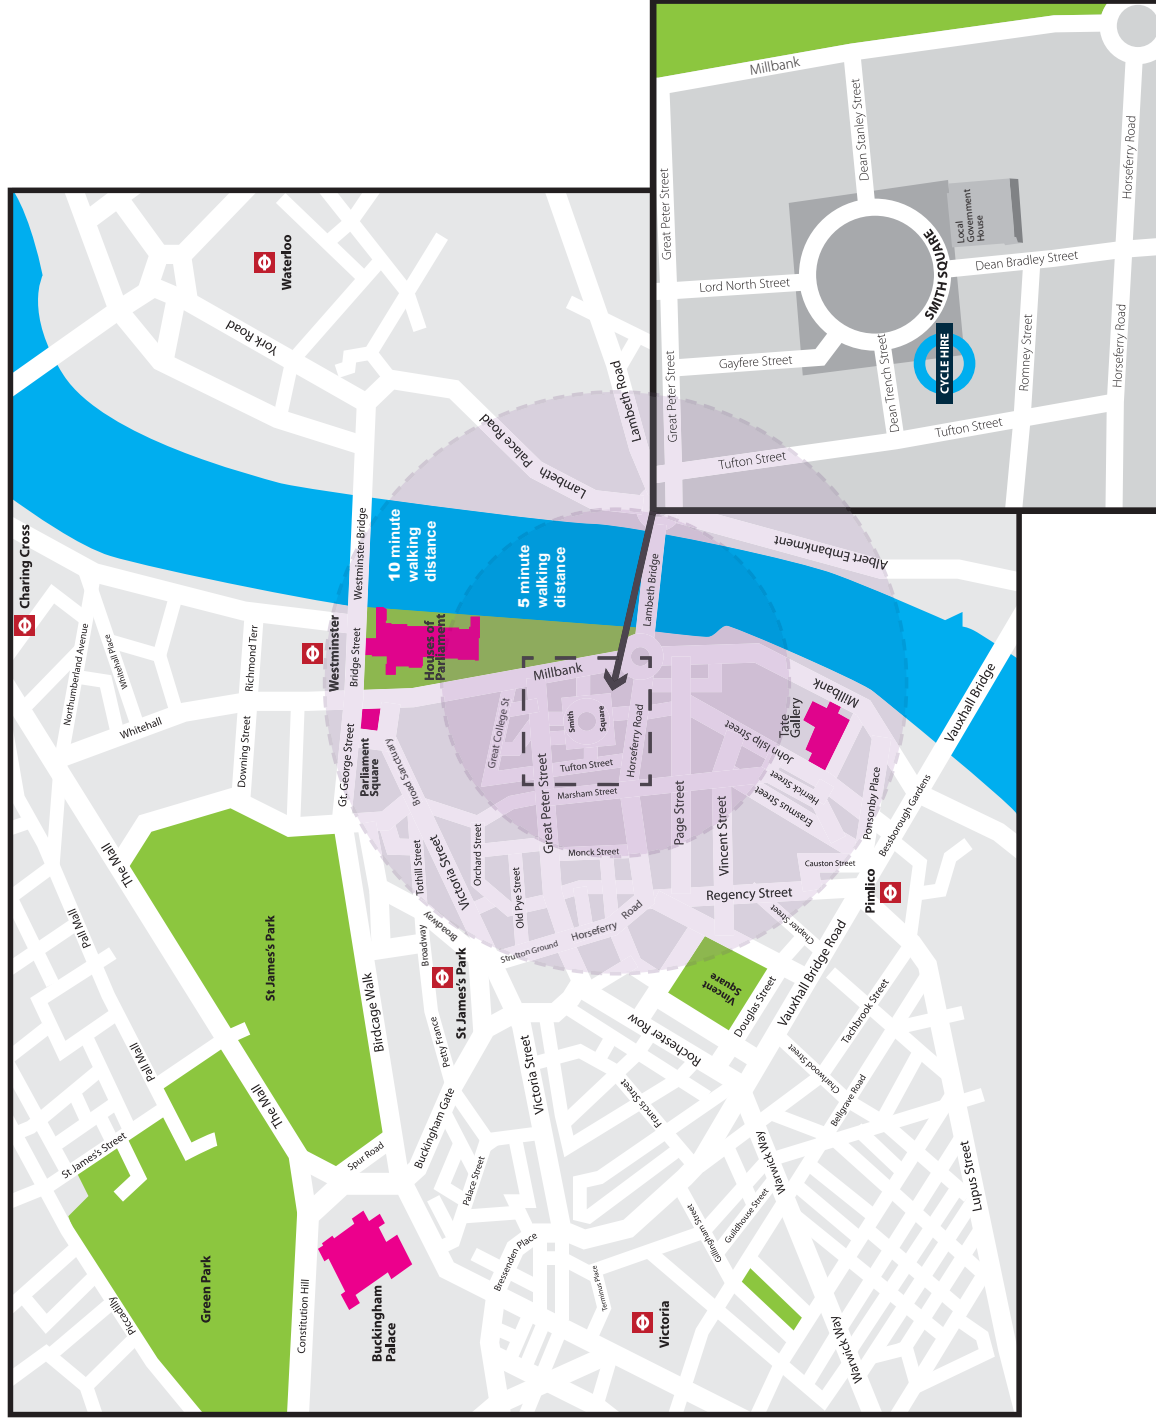 Millbank
Dean Stanley Street
Great Peter Street
Horseferry Road
Local
Government
House
SMITH SQUARE
Dean Bradley Street
Lord North Street
Gayfere Street
Dean Trench Street
CYCLE HIRE
Romney Street
Horseferry Road
Great Peter Street
Tufton Street
Tufton Street
Waterloo
York Road
Lambeth Road
Lambeth
Palace Road
Albert Embankment
Charing Cross
Westminster Bridge
10 minute
walking
distance
5 minute
walking
distance
Lambeth Bridge
Northumberland Avenue
Whitehall Place
Richmond Terr
Westminster
Bridge Street
Houses of
Parliament
Millbank
Whitehall
Downing Street
Gt. George Street
Parliament
Square
Broad Sanctuary
Great College St
Smith
Square
Tufton Street
Horseferry Road
Marsham Street
Great Peter Street
John Islip Street
Tate
Gallery
Millbank
Vauxhall Bridge
Herrick Street
Erasmus Street
Ponsonby Place
Bessborough Gardens
Page Street
Vincent Street
Causton Street
Monck Street
Orchard Street
Old Pye Street
Victoria Street
Tothill Street
Broadway
Broadway
Strutton Ground
Horseferry
Road
Regency Street
Pimlico
Chapter Street
Vauxhall Bridge Road
Tachbrook Street
Vincent
Square
Douglas Street
Rochester Row
Charlwood Street
Bellgrave Road
The Mall
Pall Mall
St James's Park
Birdcage Walk
St James's Park
Petty France
Victoria Street
Francis Street
Pall Mall
The Mall
St James's Street
Spur Road
Buckingham Gate
Palace Street
Warwick Way
Lupus Street
Guildhouse Street
Gillingham Street
Bressenden Place
Terminus Place
Victoria
Warwick Way
Green Park
Piccadilly
Constitution Hill
Buckingham
Palace